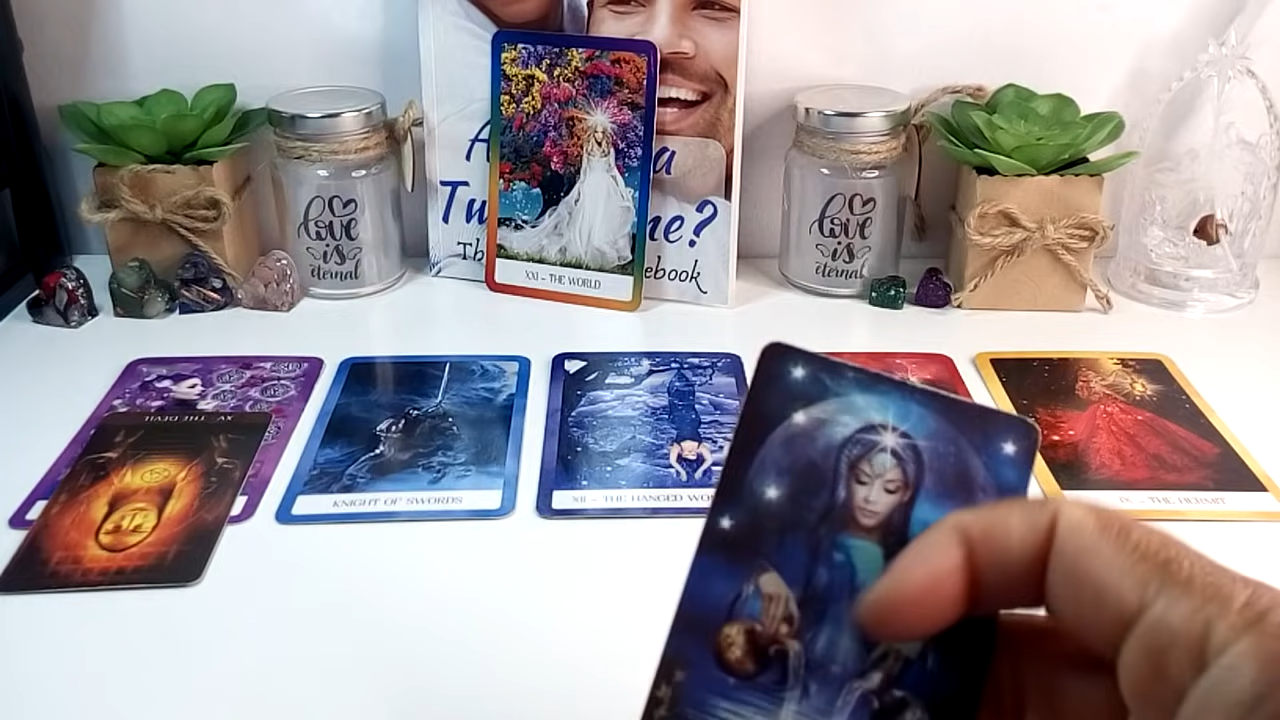 love
is
eternal
A
a
Tw
ne?
Th
ebook
XXI - THE WORLD
love
is
eternal
XV THE DEVIL
KNIGHT OF SWORDS
XII - THE HANGED WO
IX - THE HERMIT